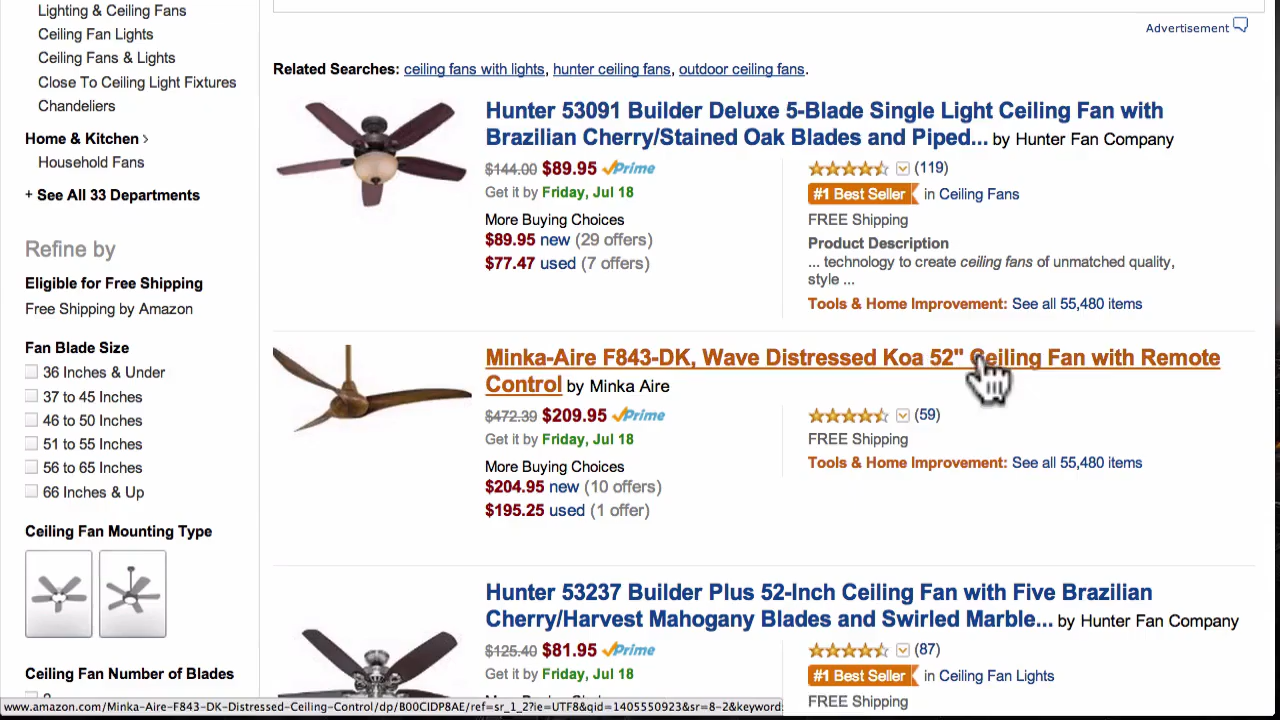 Lighting & Ceiling Fans
Ceiling Fan Lights
Ceiling Fans & Lights
Close To Ceiling Light Fixtures
Chandeliers
Home & Kitchen ›
Household Fans
+ See All 33 Departments
Refine by
Eligible for Free Shipping
Free Shipping by Amazon
Fan Blade Size
36 Inches & Under
37 to 45 Inches
46 to 50 Inches
51 to 55 Inches
56 to 65 Inches
66 Inches & Up
Ceiling Fan Mounting Type
Ceiling Fan Number of Blades
Advertisement
Related Searches: ceiling fans with lights, hunter ceiling fans, outdoor ceiling fans.
Hunter 53091 Builder Deluxe 5-Blade Single Light Ceiling Fan with
Brazilian Cherry/Stained Oak Blades and Piped... by Hunter Fan Company
$144.00 $89.95 Prime
Get it by Friday, Jul 18
More Buying Choices
$89.95 new (29 offers)
$77.47 used (7 offers)
(119)
#1 Best Seller in Ceiling Fans
FREE Shipping
Product Description
... technology to create ceiling fans of unmatched quality,
style ...
Tools & Home Improvement: See all 55,480 items
Minka-Aire F843-DK, Wave Distressed Koa 52" Ceiling Fan with Remote
Control by Minka Aire
$472.39 $209.95 Prime
Get it by Friday, Jul 18
More Buying Choices
$204.95 new (10 offers)
$195.25 used (1 offer)
(59)
FREE Shipping
Tools & Home Improvement: See all 55,480 items
Hunter 53237 Builder Plus 52-Inch Ceiling Fan with Five Brazilian
Cherry/Harvest Mahogany Blades and Swirled Marble... by Hunter Fan Company
$125.40 $81.95 Prime
Get it by Friday, Jul 18
(87)
#1 Best Seller in Ceiling Fan Lights
FREE Shipping
www.amazon.com/Minka-Aire-F843-DK-Distressed-Ceiling-Control/dp/B00CIDP8AE/ref=sr_1_2?ie=UTF8&qid=1405550923&sr=8-2&keyword: